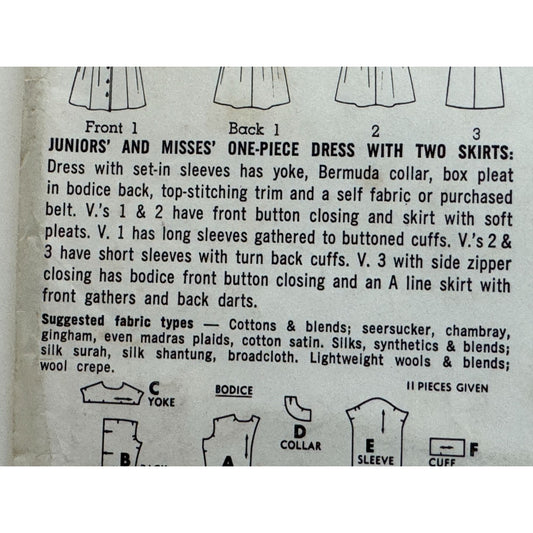 Front 1 Back 1 2 3
JUNIORS' AND MISSES' ONE-PIECE DRESS WITH TWO SKIRTS:
Dress with set-in sleeves has yoke, Bermuda collar, box pleat
in bodice back, top-stitching trim and a self fabric or purchased
belt. V.'s 1 & 2 have front button closing and skirt with soft
pleats. V. 1 has long sleeves gathered to buttoned cuffs. V.'s 2 &
3 have short sleeves with turn back cuffs. V. 3 with side zipper
closing has bodice front button closing and an A line skirt with
front gathers and back darts.
Suggested fabric types — Cottons & blends; seersucker, chambray,
gingham, even madras plaids, cotton satin. Silks, synthetics & blends;
silk surah, silk shantung, broadcloth. Lightweight wools & blends;
wool crepe.
C
YOKE
BODICE
11 PIECES GIVEN
D
COLLAR
E
SLEEVE
F
CUFF
B
BACK
A